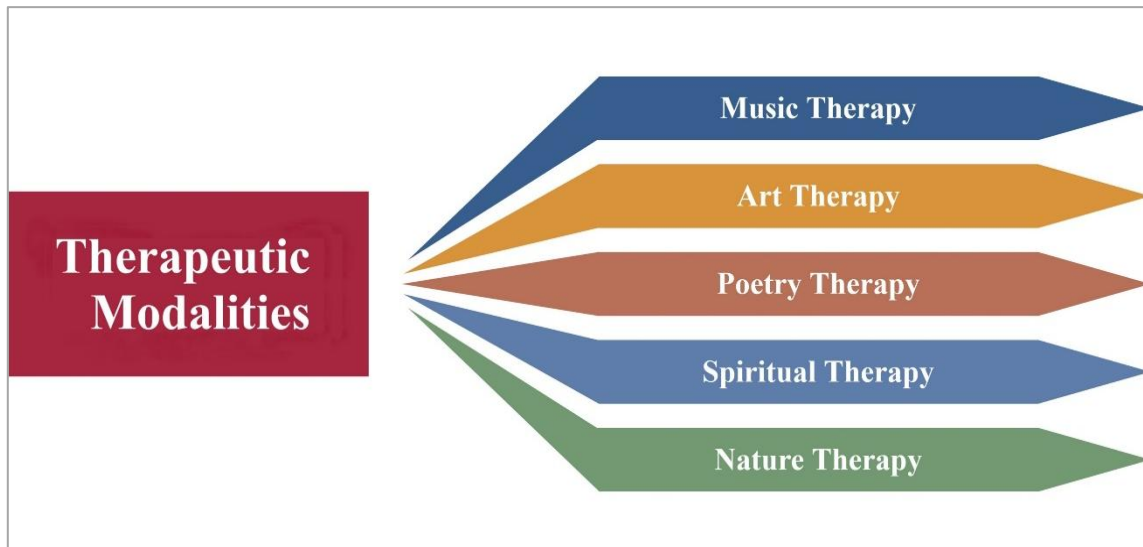 Therapeutic
Modalities
Music Therapy
Art Therapy
Poetry Therapy
Spiritual Therapy
Nature Therapy